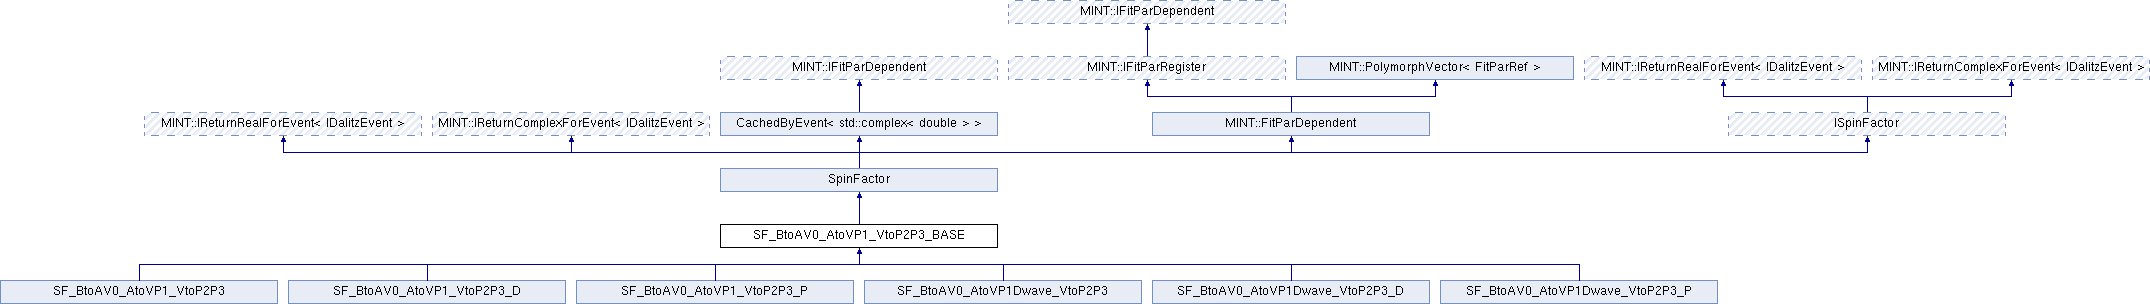 MINT::IFitParDependent
MINT::IFitParDependent
MINT::IFitParRegister
MINT::PolymorphVector< FitParRef >
MINT::IReturnRealForEvent< IDalitzEvent >
MINT::IReturnComplexForEvent< IDalitzEvent >
MINT::IReturnRealForEvent< IDalitzEvent >
MINT::IReturnComplexForEvent< IDalitzEvent >
CachedByEvent< std::complex< double > >
MINT::FitParDependent
ISpinFactor
SpinFactor
SF_BtoAV0_AtoVP1_VtoP2P3_BASE
SF_BtoAV0_AtoVP1_VtoP2P3
SF_BtoAV0_AtoVP1_VtoP2P3_D
SF_BtoAV0_AtoVP1_VtoP2P3_P
SF_BtoAV0_AtoVP1Dwave_VtoP2P3
SF_BtoAV0_AtoVP1Dwave_VtoP2P3_D
SF_BtoAV0_AtoVP1Dwave_VtoP2P3_P